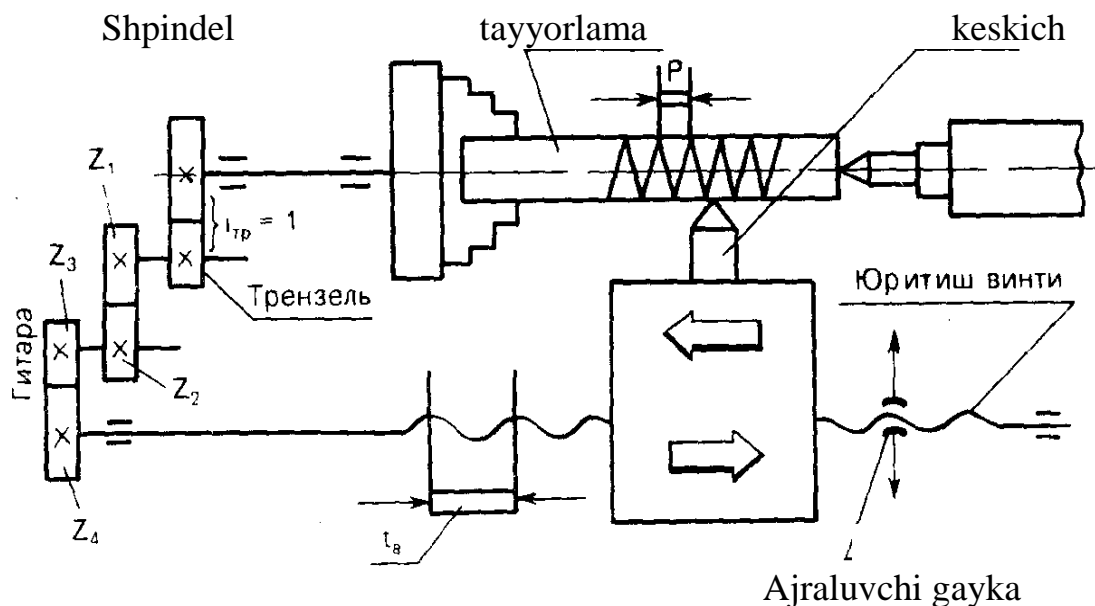 Shpindel
tayyorlama
keskich
P
Z1
iтр = 1
Z3
Трензель
Юритиш винти
Гитара
Z2
Z4
tв
Ajraluvchi gayka